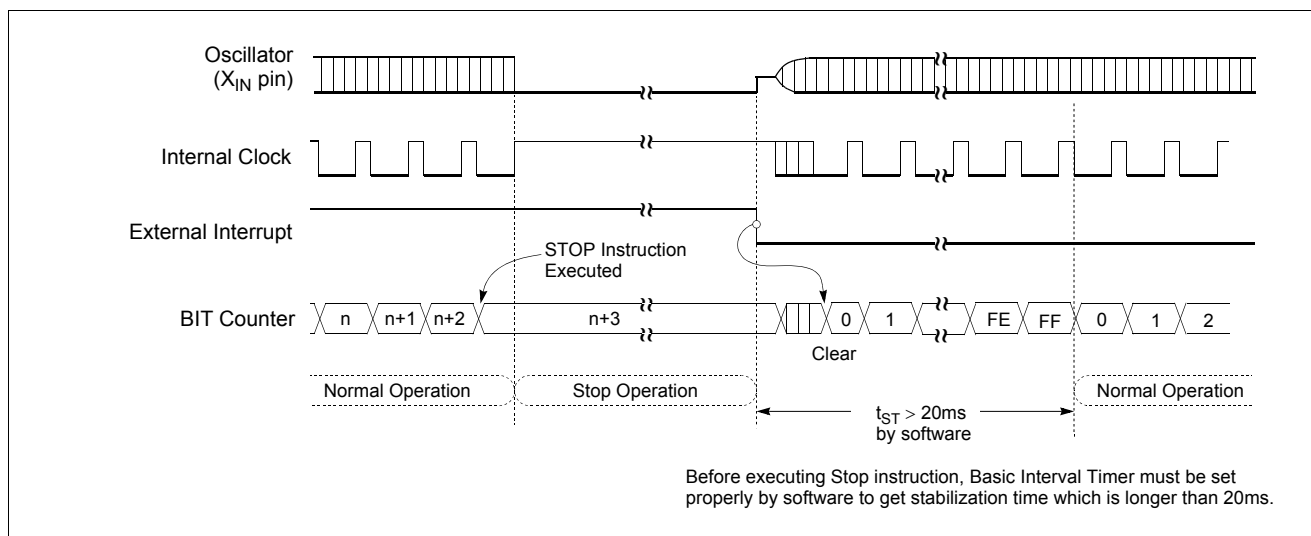 Oscillator
(XIN pin)
Internal Clock
External Interrupt
STOP Instruction
Executed
BIT Counter
n n+1 n+2 n+3 0 1 FE FF 0 1 2
Clear
Normal Operation Stop Operation Normal Operation
tST > 20ms
by software
Before executing Stop instruction, Basic Interval Timer must be set
properly by software to get stabilization time which is longer than 20ms.